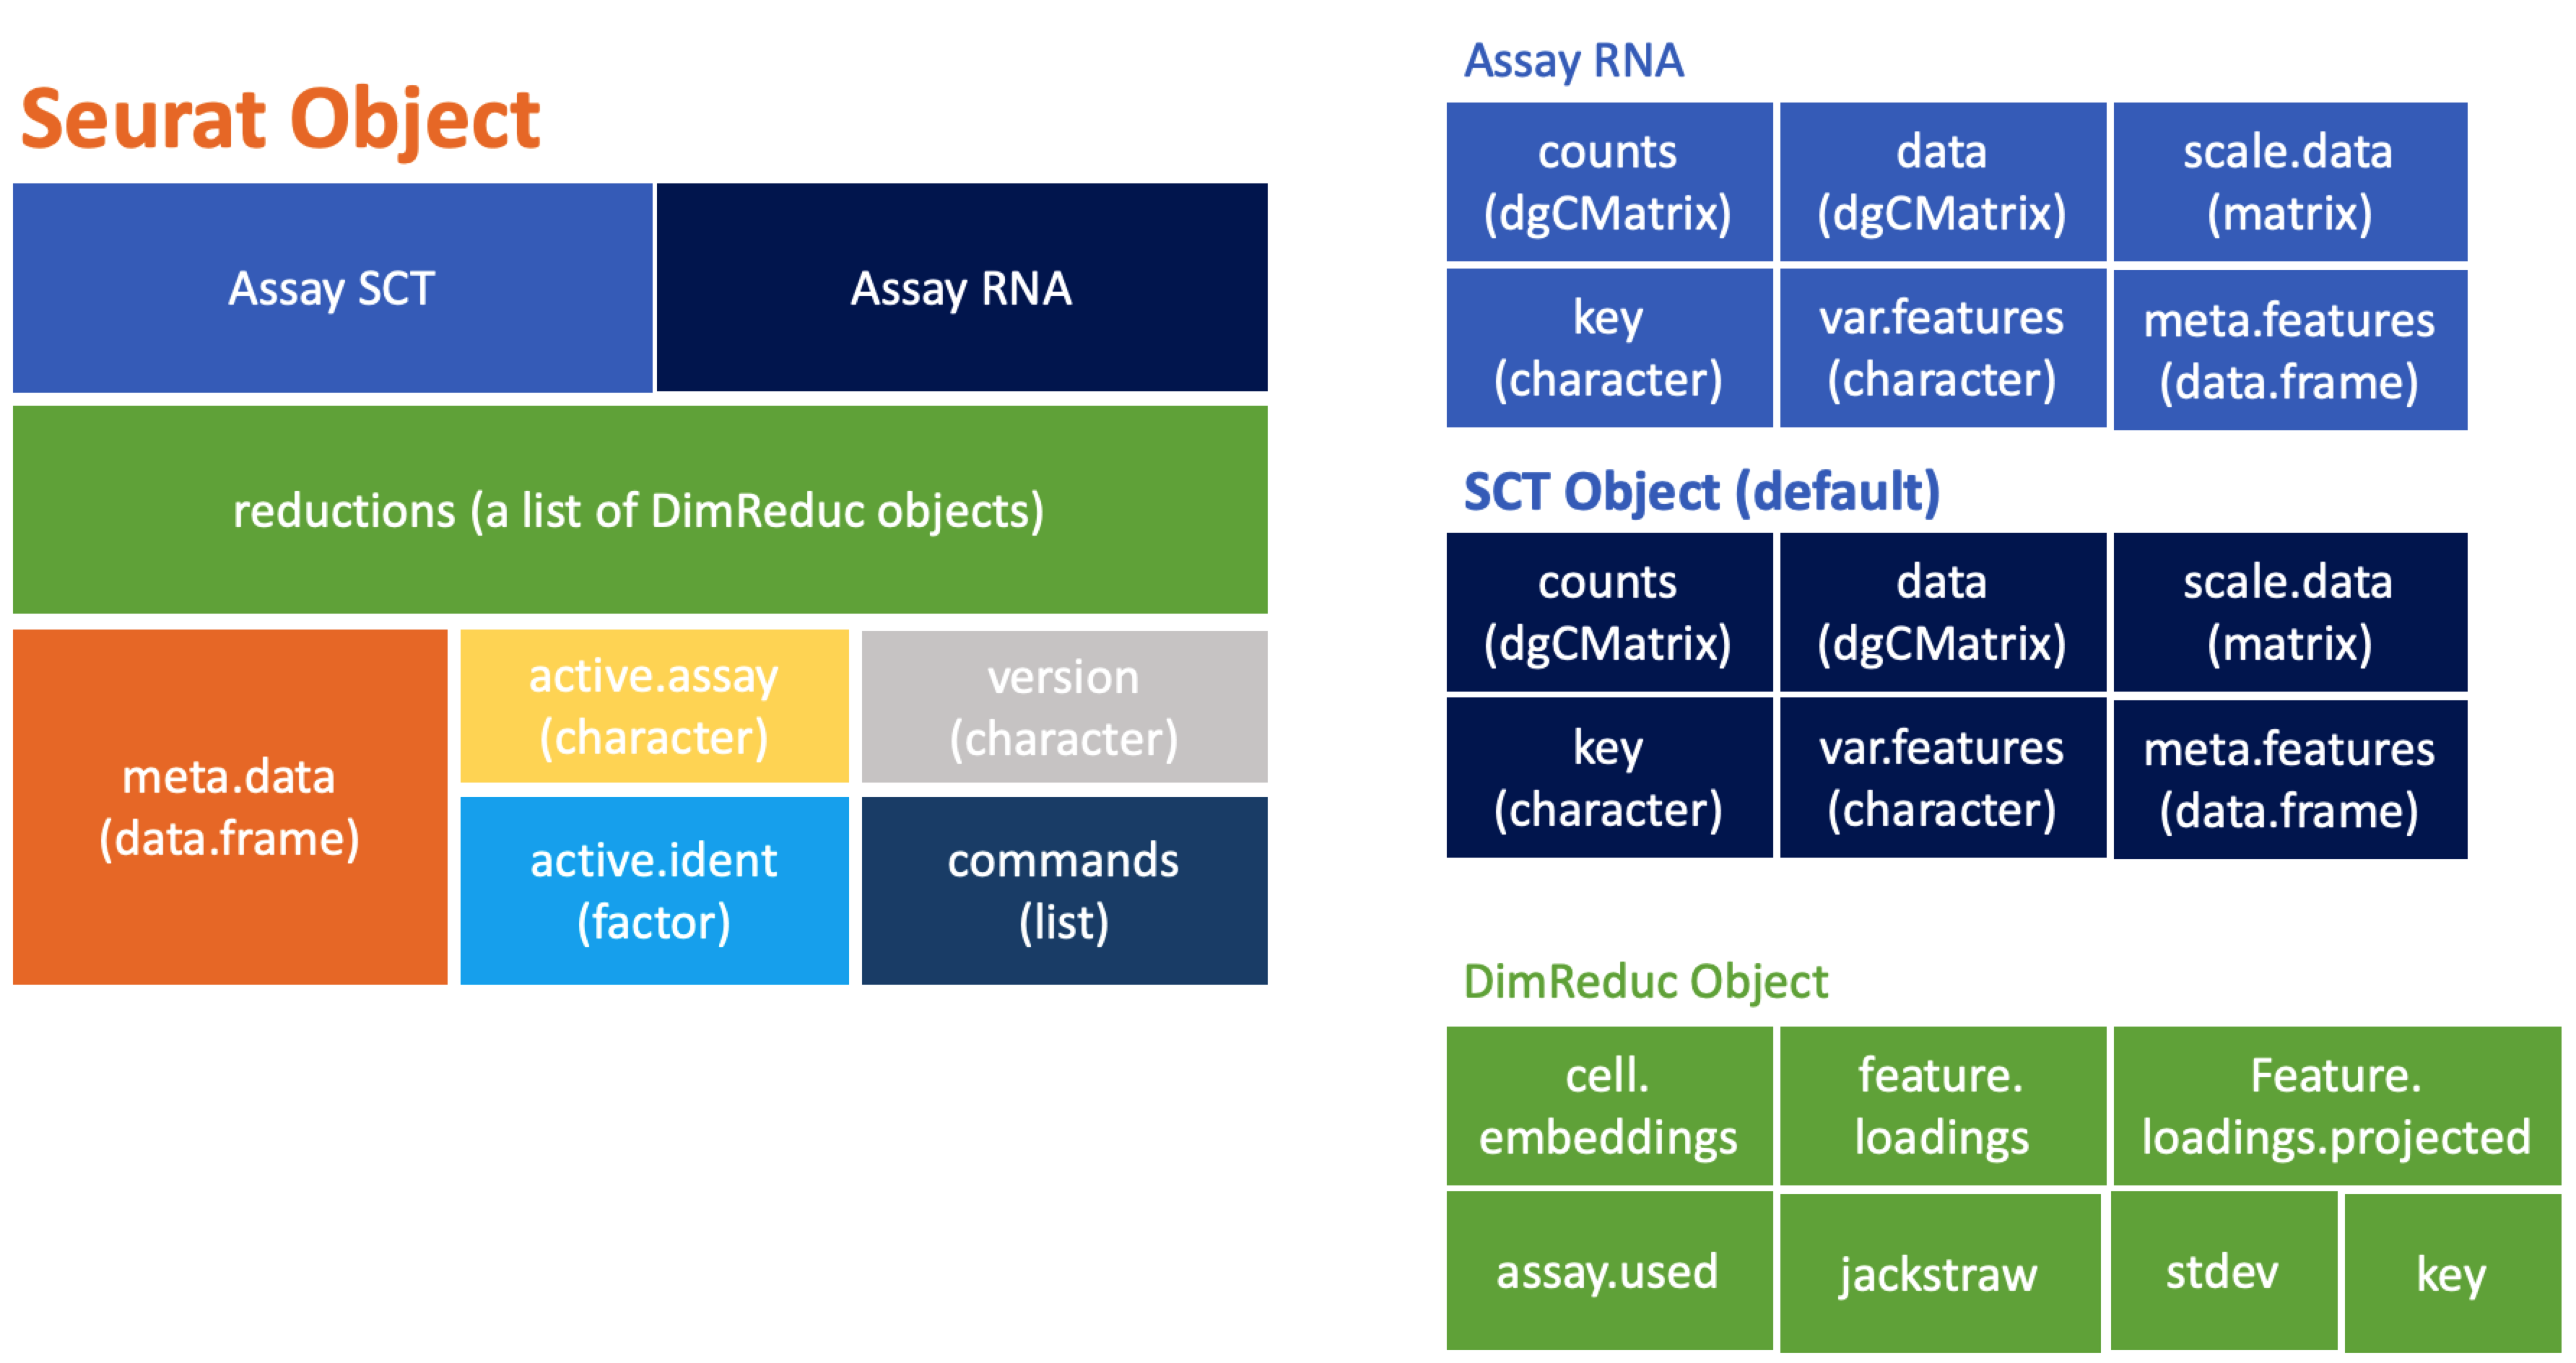 Seurat Object
Assay SCT
Assay RNA
reductions (a list of DimReduc objects)
meta.data
(data.frame)
active.assay
(character)
version
(character)
active.ident
(factor)
commands
(list)
Assay RNA
counts
(dgCMatrix)
data
(dgCMatrix)
scale.data
(matrix)
key
(character)
var.features
(character)
meta.features
(data.frame)
SCT Object (default)
counts
(dgCMatrix)
data
(dgCMatrix)
scale.data
(matrix)
key
(character)
var.features
(character)
meta.features
(data.frame)
DimReduc Object
cell.
embeddings
feature.
loadings
Feature.
loadings.projected
assay.used
jackstraw
stdev
key